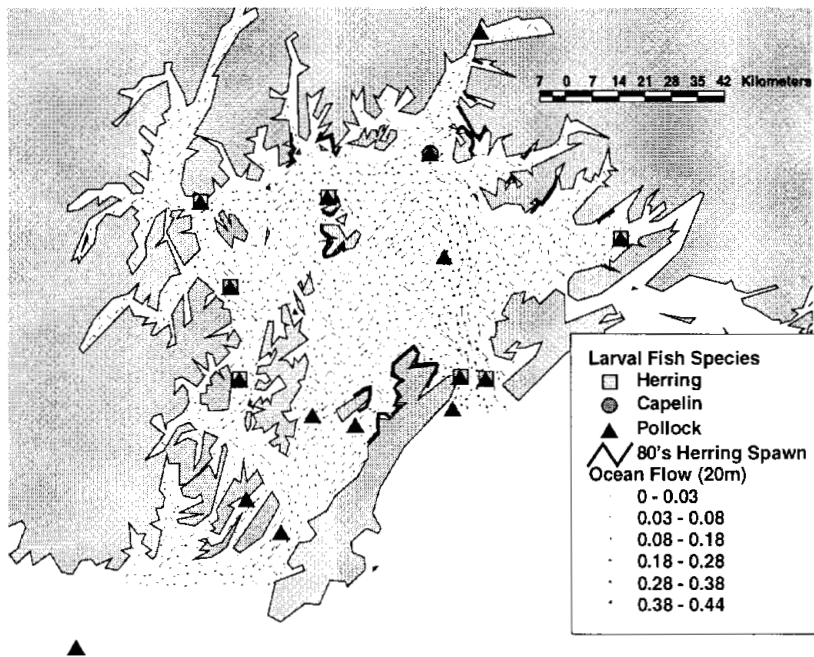 7 0 7 14 21 28 35 42 Kilometers
Larval Fish Species
Herring
Capelin
Pollock
80's Herring Spawn
Ocean Flow (20m)
0 - 0.03
0.03 - 0.08
0.08 - 0.18
0.18 - 0.28
0.28 - 0.38
0.38 - 0.44